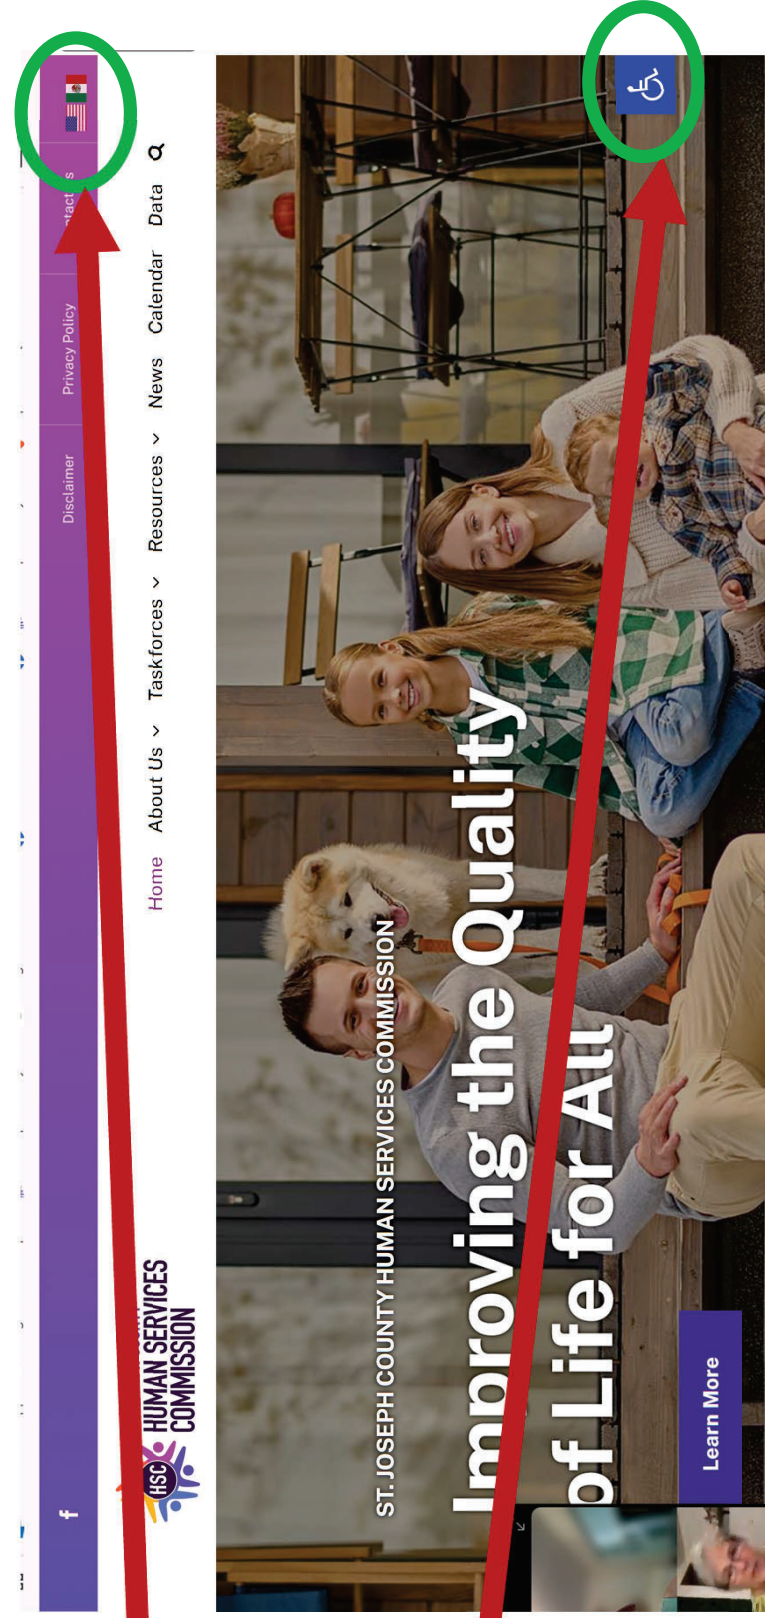 f
Disclaimer
Privacy Policy
HSC
HUMAN SERVICES
COMMISSION
Home
About Us
Taskforces
Resources
News
Calendar
Data
ST. JOSEPH COUNTY HUMAN SERVICES COMMISSION
Improving the Quality
of Life for All
Learn More